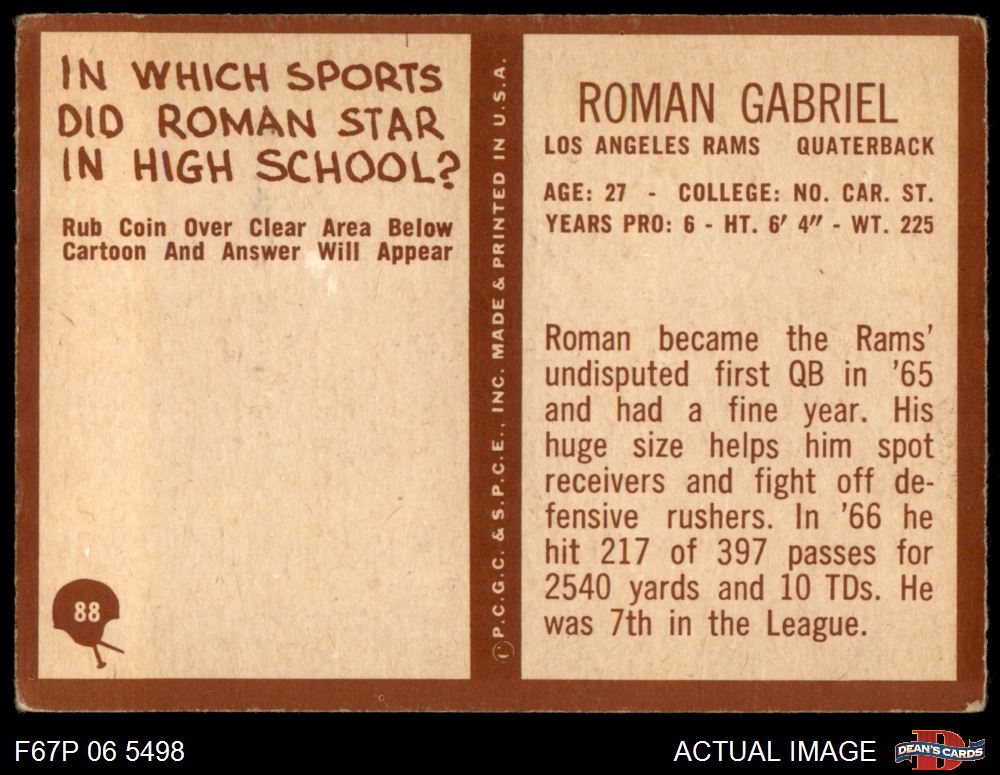 IN WHICH SPORTS
DID ROMAN STAR
IN HIGH SCHOOL?
Rub Coin Over Clear Area Below
Cartoon And Answer Will Appear
88
© P.C.G.C. & S.P.C.E., INC. MADE & PRINTED IN U.S.A.
ROMAN GABRIEL
LOS ANGELES RAMS QUATERBACK
AGE: 27 - COLLEGE: NO. CAR. ST.
YEARS PRO: 6 - HT. 6′ 4″ - WT. 225
Roman became the Rams'
undisputed first QB in '65
and had a fine year. His
huge size helps him spot
receivers and fight off de-
fensive rushers. In '66 he
hit 217 of 397 passes for
2540 yards and 10 TDs. He
was 7th in the League.
F67P 06 5498
ACTUAL IMAGE
D
DEAN'S CARDS